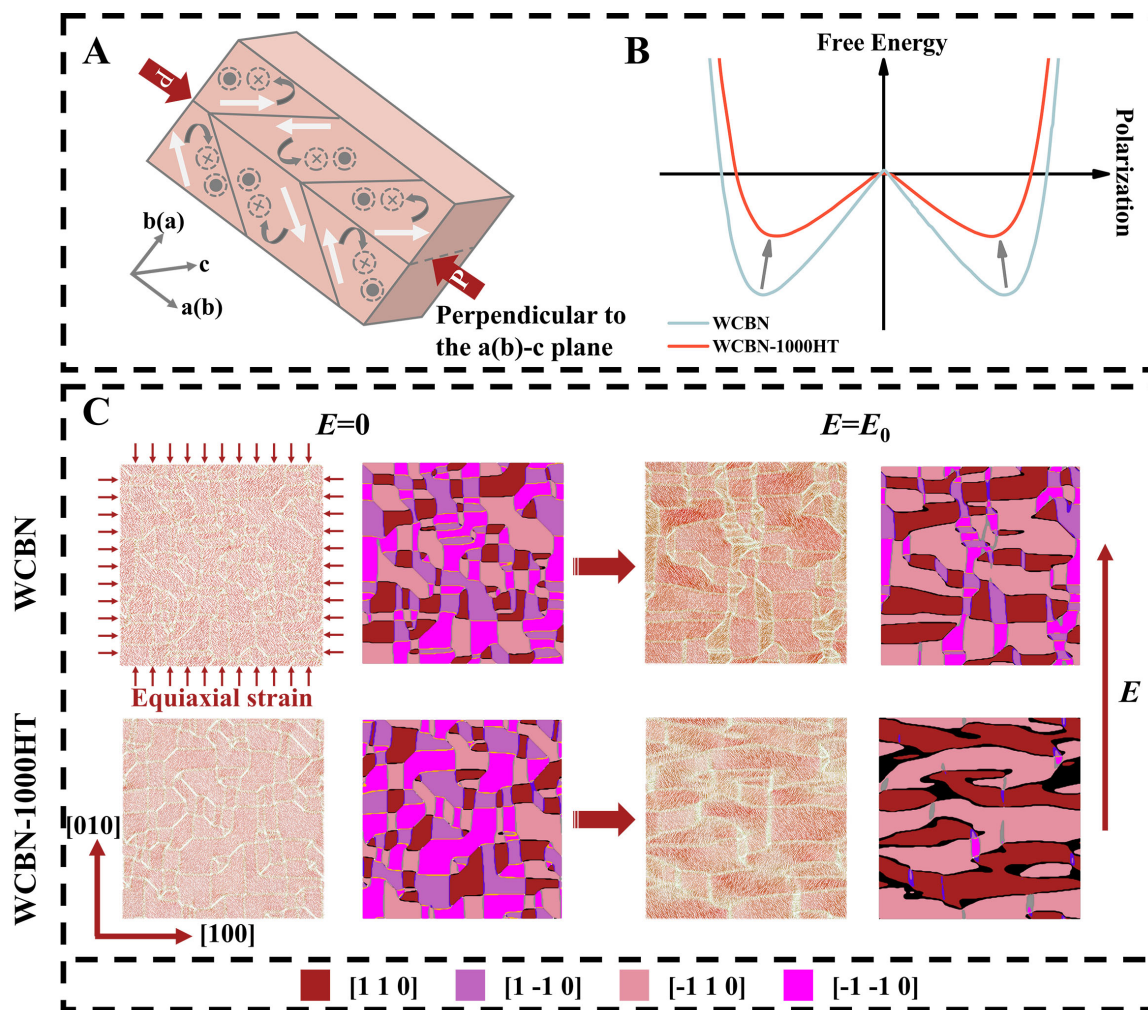 A
P
b(a)
c
a(b)
P
Perpendicular to
the a(b)-c plane
B
Free Energy
Polarization
WCBN
WCBN-1000HT
C
E=0
E=E0
WCBN
Equiaxial strain
E
WCBN-1000HT
[010]
[100]
[1 1 0]
[1 -1 0]
[-1 1 0]
[-1 -1 0]